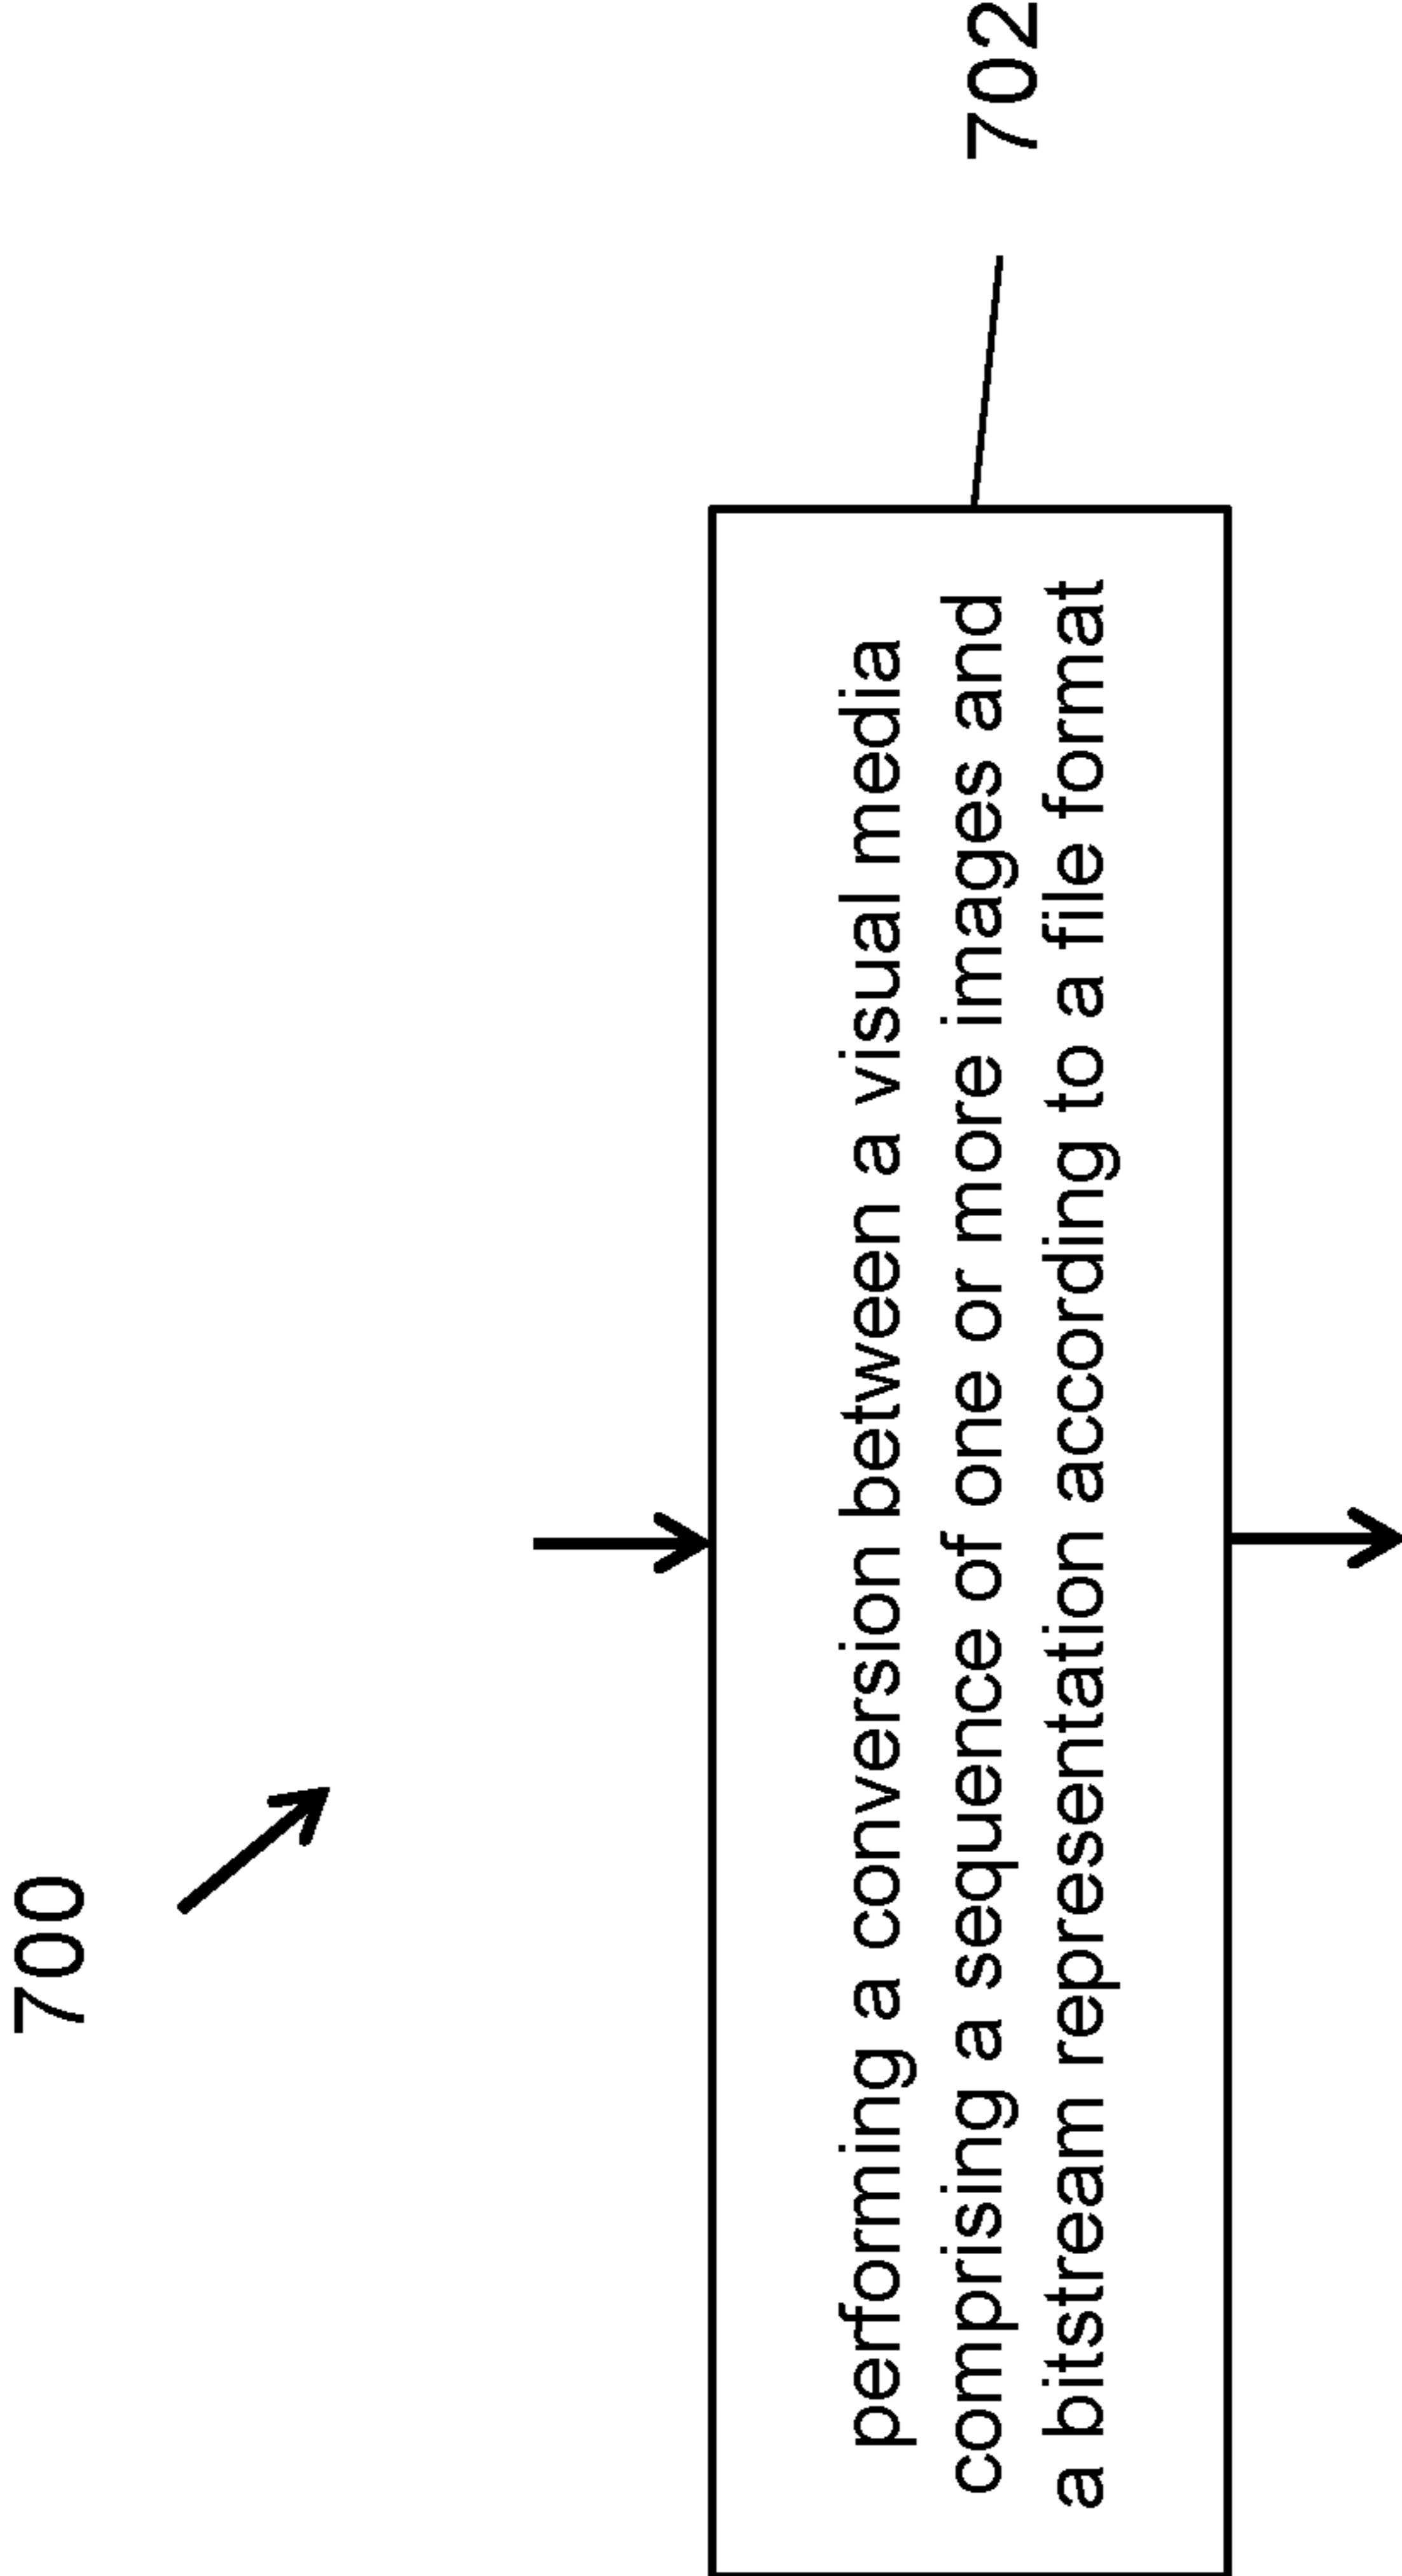 700
performing a conversion between a visual media
comprising a sequence of one or more images and
a bitstream representation according to a file format
702